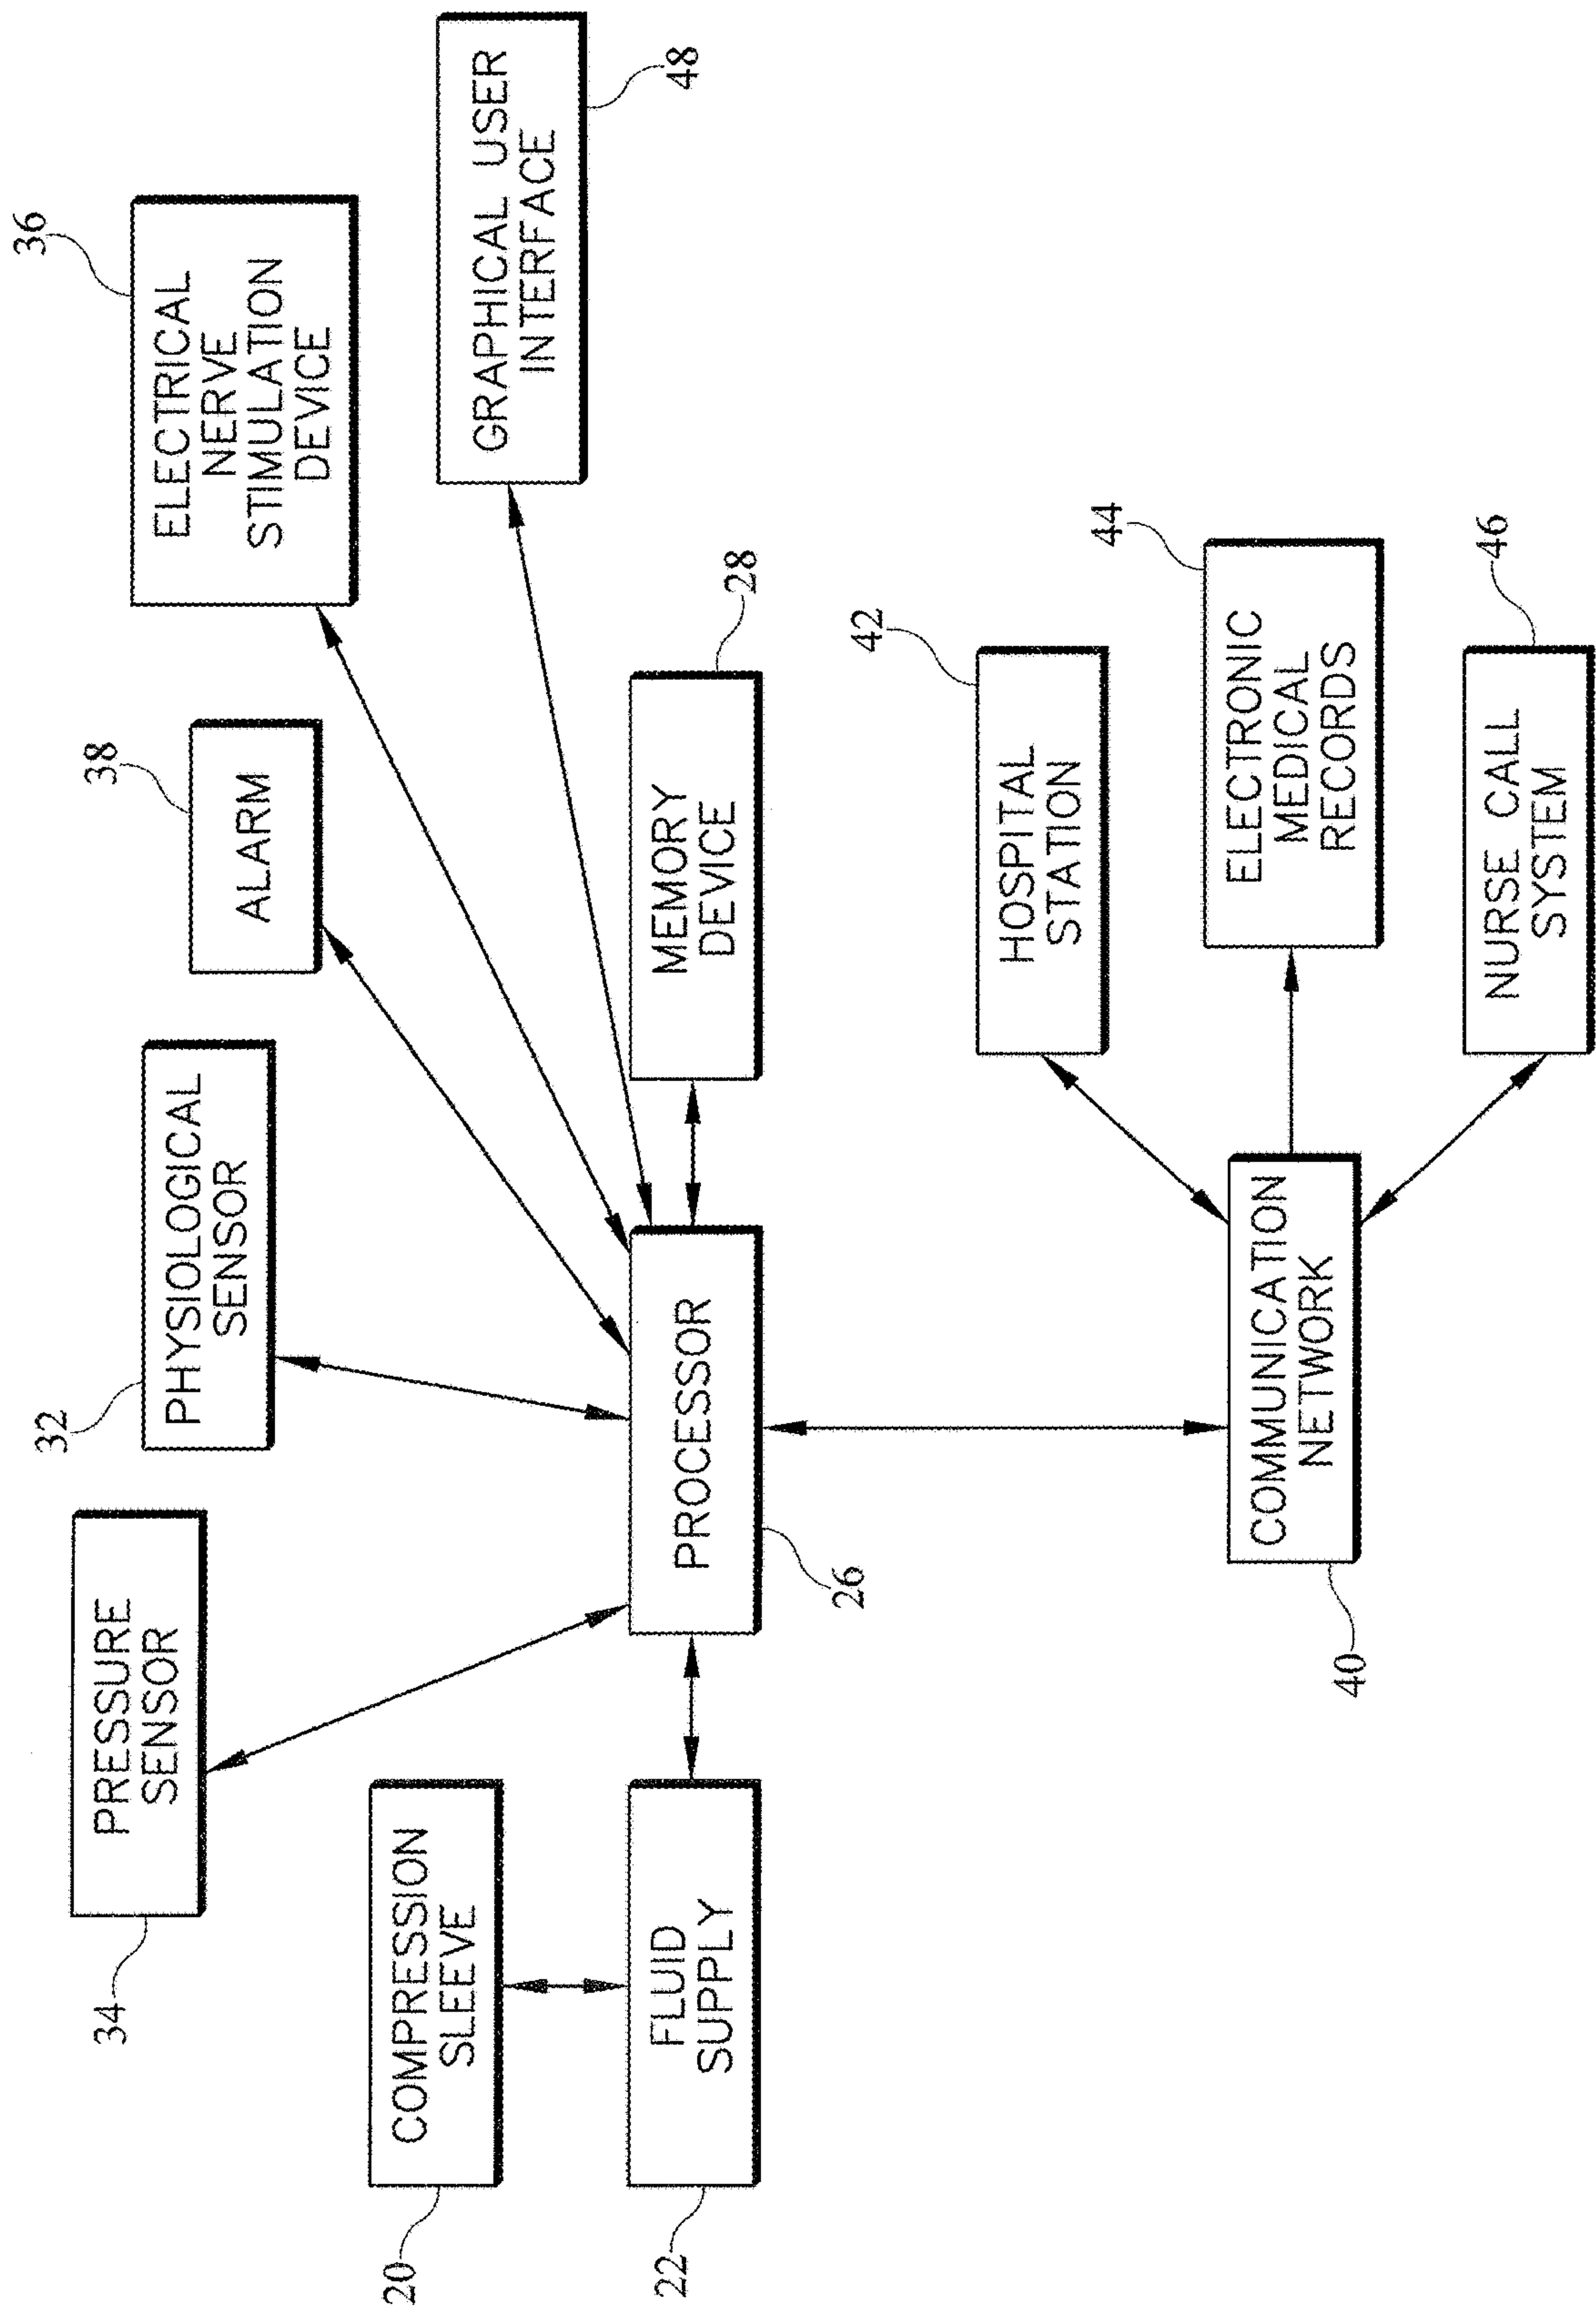 34
PRESSURE
SENSOR
32
PHYSIOLOGICAL
SENSOR
38
ALARM
36
ELECTRICAL
NERVE
STIMULATION
DEVICE
GRAPHICAL USER
INTERFACE
48
20
COMPRESSION
SLEEVE
22
FLUID
SUPPLY
PROCESSOR
26
MEMORY
DEVICE
28
42
HOSPITAL
STATION
40
COMMUNICATION
NETWORK
44
ELECTRONIC
MEDICAL
RECORDS
46
NURSE CALL
SYSTEM